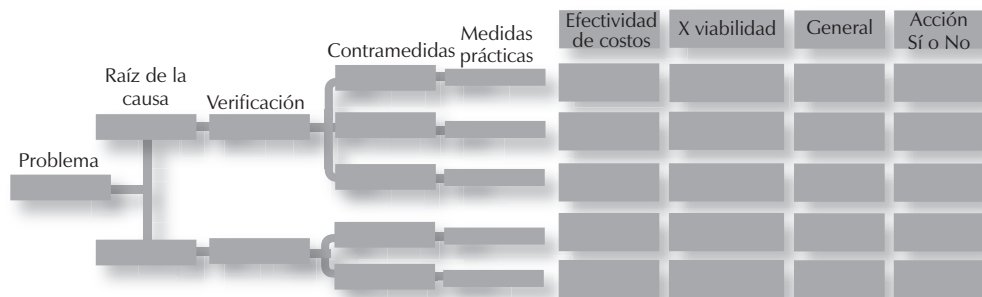 Efectividad
de costos
X viabilidad
General
Acción
Sí o No
Contramedidas
Medidas
prácticas
Raíz de la
causa
Verificación
Problema